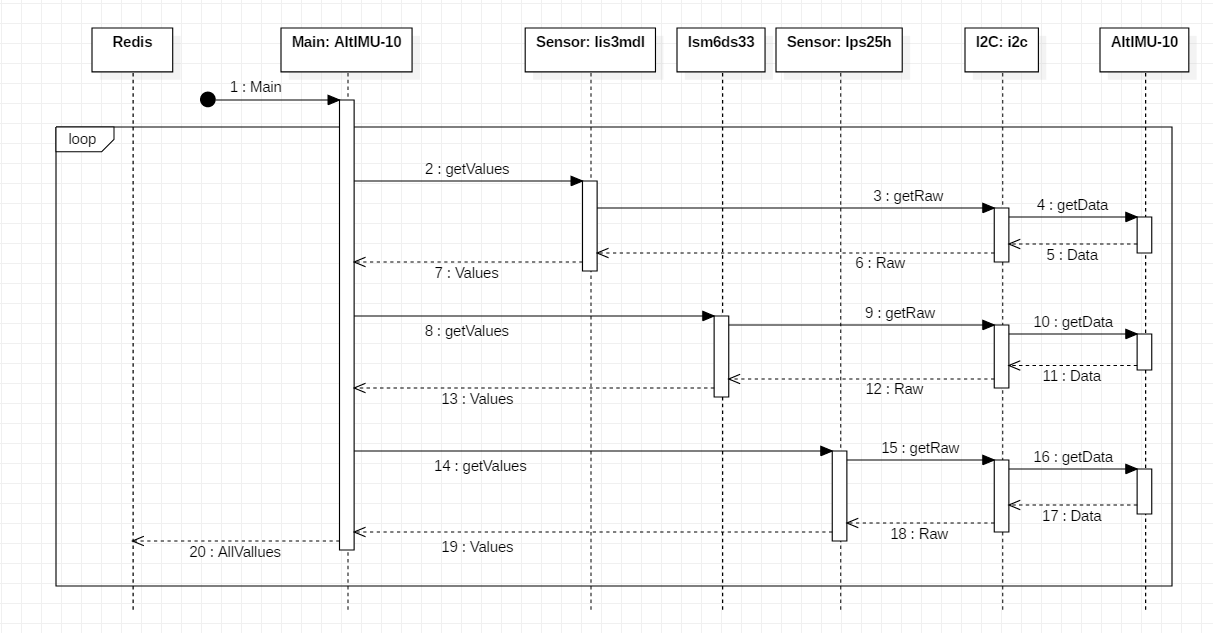 Redis
Main: AltIMU-10
Sensor: lis3mdl
lsm6ds33
Sensor: lps25h
I2C: i2c
AltIMU-10
1 : Main
loop
2 : getValues
3 : getRaw
4 : getData
5 : Data
6 : Raw
7 : Values
8 : getValues
9 : getRaw
10 : getData
11 : Data
12 : Raw
13 : Values
14 : getValues
15 : getRaw
16 : getData
17 : Data
18 : Raw
19 : Values
20 : AllVallues